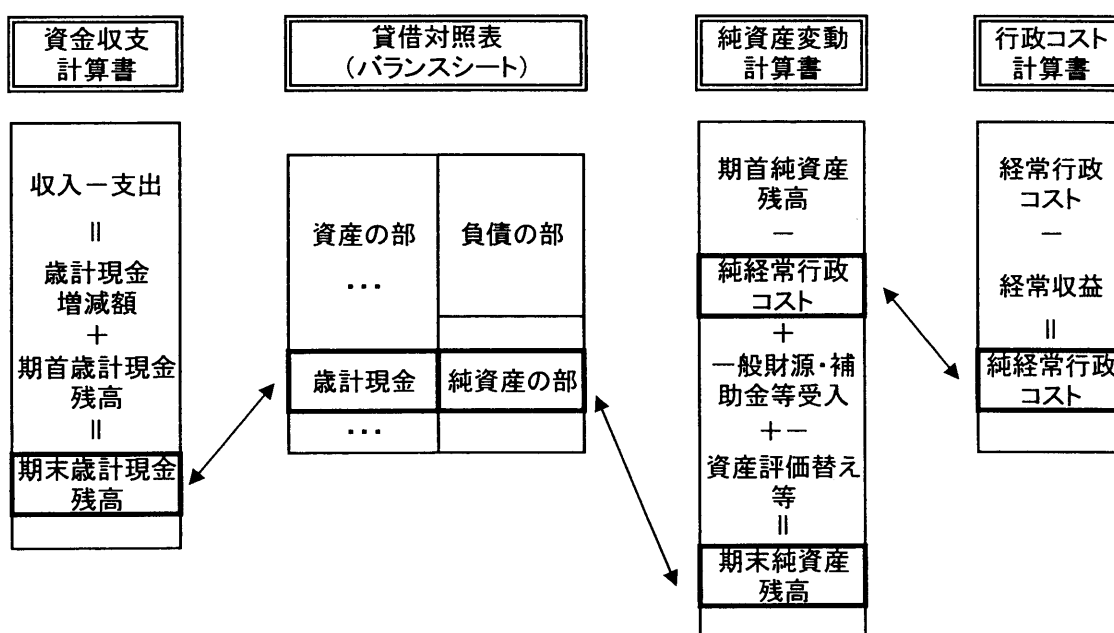 資金収支
計算書
貸借対照表
（バランスシート）
純資産変動
計算書
行政コスト
計算書
収入－支出
＝
歳計現金
増減額
＋
期首歳計現金
残高
＝
期末歳計現金
残高
資産の部
…
歳計現金
…
負債の部
純資産の部
期首純資産
残高
－
純経常行政
コスト
＋
一般財源・補
助金等受入
＋－
資産評価替え
等
＝
期末純資産
残高
経常行政
コスト
－
経常収益
＝
純経常行政
コスト